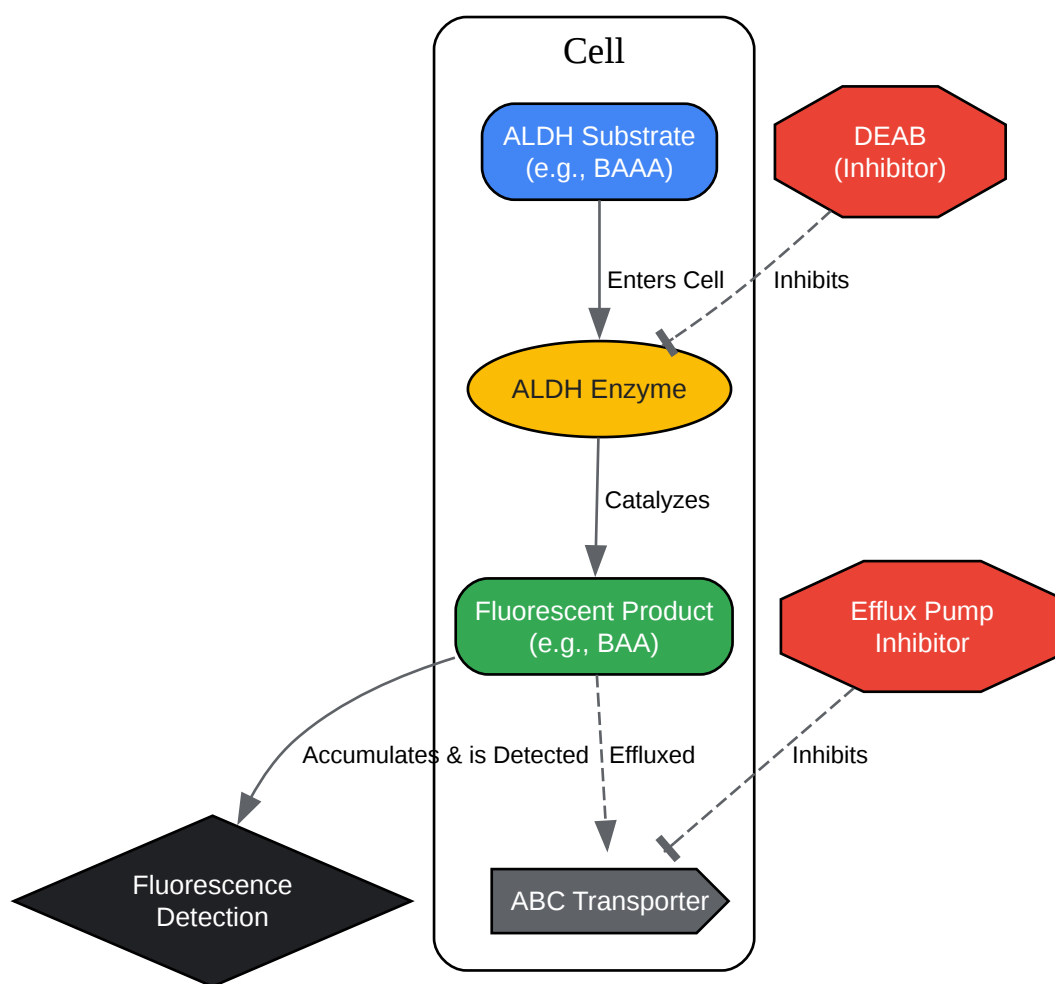 Cell
ALDH Substrate
(e.g., BAAA)
DEAB
(Inhibitor)
Enters Cell
Inhibits
ALDH Enzyme
Catalyzes
Fluorescent Product
(e.g., BAA)
Efflux Pump
Inhibitor
Accumulates & is Detected
Effluxed
Inhibits
Fluorescence
Detection
ABC Transporter